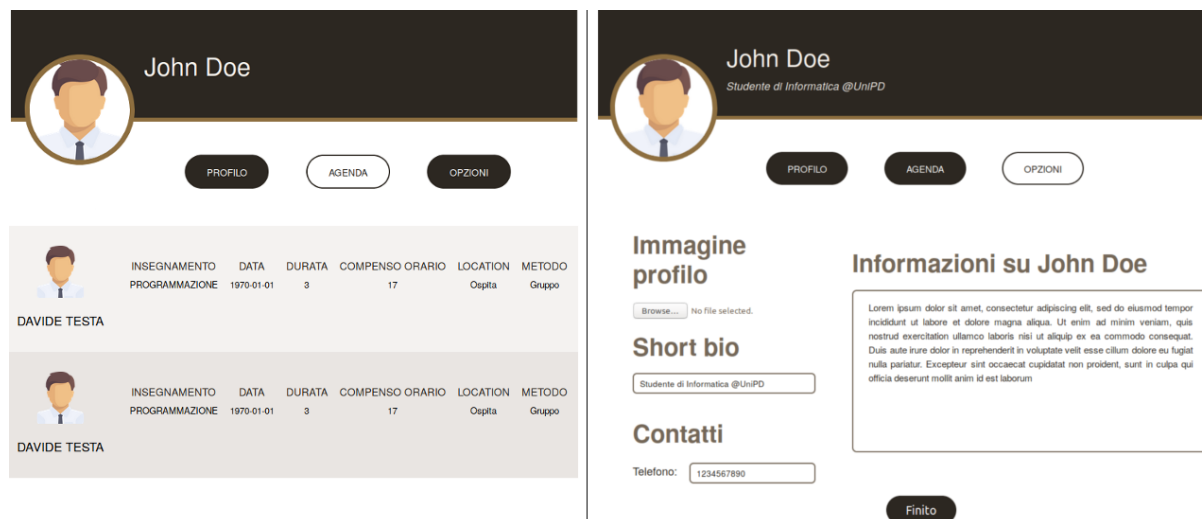 John Doe
PROFILO AGENDA OPZIONI
INSEGNAMENTO DATA DURATA COMPENSO ORARIO LOCATION METODO
PROGRAMMAZIONE 1970-01-01 3 17 Ospita Gruppo
DAVIDE TESTA
INSEGNAMENTO DATA DURATA COMPENSO ORARIO LOCATION METODO
PROGRAMMAZIONE 1970-01-01 3 17 Ospita Gruppo
DAVIDE TESTA
John Doe
Studente di Informatica @UniPD
PROFILO AGENDA OPZIONI
Immagine
profilo
Browse... No file selected.
Short bio
Studente di Informatica @UniPD
Contatti
Telefono: 1234567890
Informazioni su John Doe
Lorem ipsum dolor sit amet, consectetur adipiscing elit, sed do eiusmod tempor
incididunt ut labore et dolore magna aliqua. Ut enim ad minim veniam, quis
nostrud exercitation ullamco laboris nisi ut aliquip ex ea commodo consequat.
Duis aute irure dolor in reprehenderit in voluptate velit esse cillum dolore eu fugiat
nulla pariatur. Excepteur sint occaecat cupidatat non proident, sunt in culpa qui
officia deserunt mollit anim id est laborum
Finito